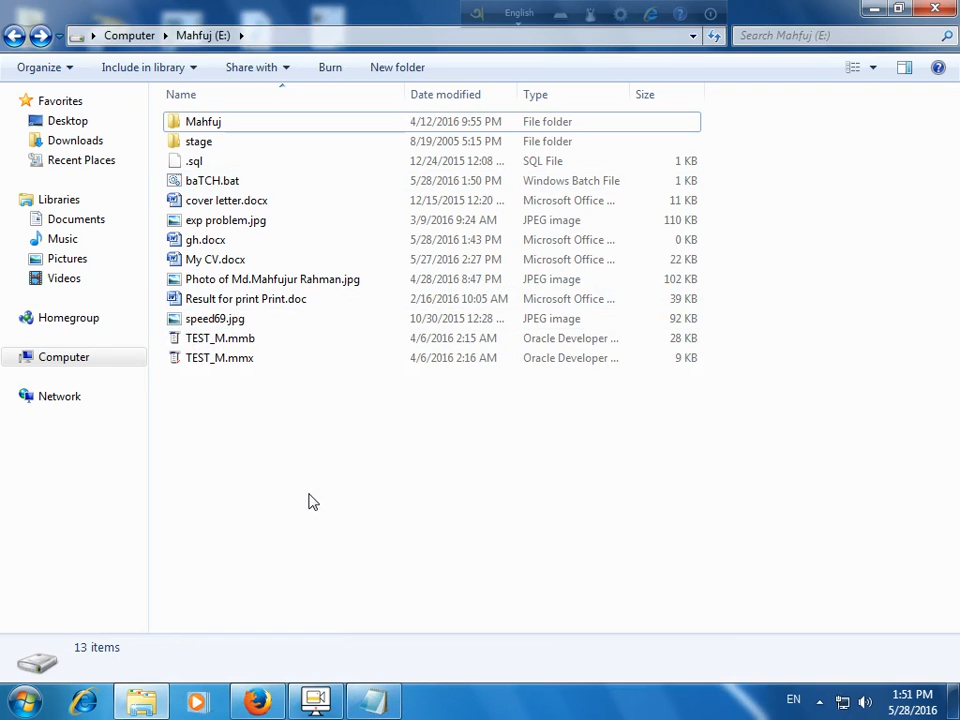 English
Computer
Mahfuj (E:)
Search Mahfuj (E:)
Organize
Include in library
Share with
Burn
New folder
Name
Date modified
Type
Size
Favorites
Desktop
Downloads
Recent Places
Libraries
Documents
Music
Pictures
Videos
Homegroup
Computer
Network
Mahfuj 4/12/2016 9:55 PM File folder
stage 8/19/2005 5:15 PM File folder
.sql 12/24/2015 12:08 ... SQL File 1 KB
baTCH.bat 5/28/2016 1:50 PM Windows Batch File 1 KB
cover letter.docx 12/15/2015 12:20 ... Microsoft Office ... 11 KB
exp problem.jpg 3/9/2016 9:24 AM JPEG image 110 KB
gh.docx 5/28/2016 1:43 PM Microsoft Office ... 0 KB
My CV.docx 5/27/2016 2:27 PM Microsoft Office ... 22 KB
Photo of Md.Mahfujur Rahman.jpg 4/28/2016 8:47 PM JPEG image 102 KB
Result for print Print.doc 2/16/2016 10:05 AM Microsoft Office ... 39 KB
speed69.jpg 10/30/2015 12:28 ... JPEG image 92 KB
TEST_M.mmb 4/6/2016 2:15 AM Oracle Developer ... 28 KB
TEST_M.mmx 4/6/2016 2:16 AM Oracle Developer ... 9 KB
13 items
EN
1:51 PM
5/28/2016